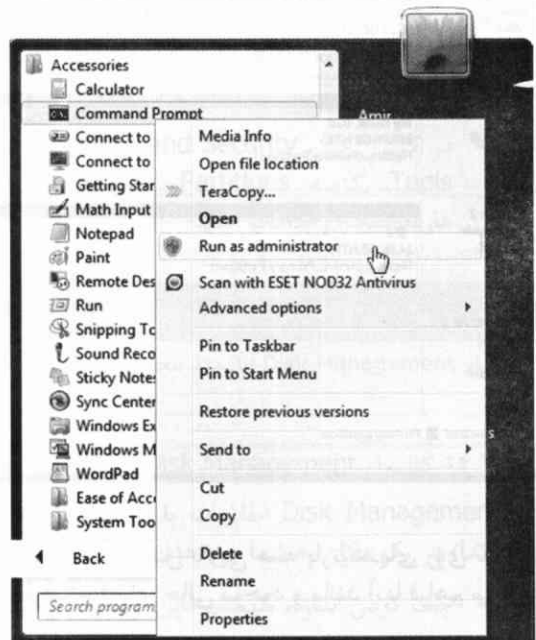 Accessories
Calculator
Command Prompt
Connect to
Connect to
Getting Star
Math Input
Notepad
Paint
Remote Des
Run
Snipping To
Sound Reco
Sticky Notes
Sync Center
Windows Ex
Windows M
WordPad
Ease of Acce
System Too
Back
Search program
Amir
Media Info
Open file location
TeraCopy...
Open
Run as administrator
Scan with ESET NOD32 Antivirus
Advanced options
Pin to Taskbar
Pin to Start Menu
Restore previous versions
Send to
Cut
Copy
Delete
Rename
Properties